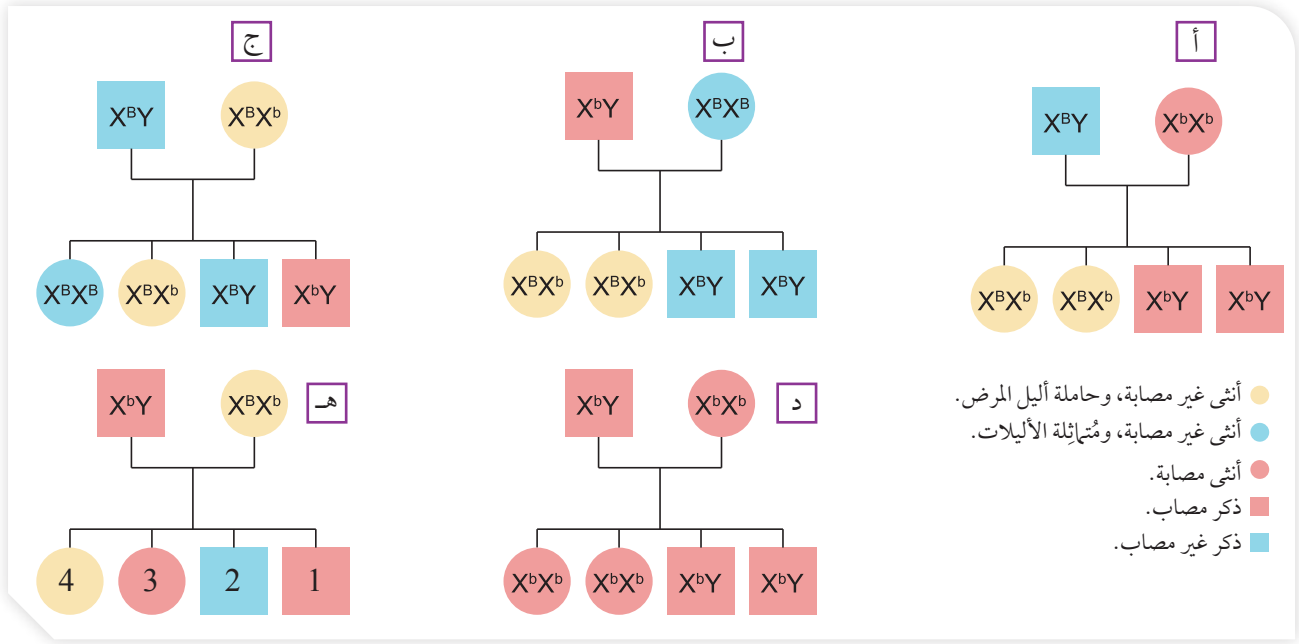 أ
XᴮY
XᵇXᵇ
XᴮXᵇ
XᴮXᵇ
XᵇY
XᵇY
ب
XᵇY
XᴮXᴮ
XᴮXᵇ
XᴮXᵇ
XᴮY
XᴮY
ج
XᴮY
XᴮXᵇ
XᴮXᴮ
XᴮXᵇ
XᴮY
XᵇY
أنثى غير مصابة، وحاملة أليل المرض.
أنثى غير مصابة، ومُتماثِلة الأليلات.
أنثى مصابة.
ذكر مصاب.
ذكر غير مصاب.
د
XᵇY
XᵇXᵇ
XᵇXᵇ
XᵇXᵇ
XᵇY
XᵇY
هـ
XᵇY
XᴮXᵇ
4
3
2
1